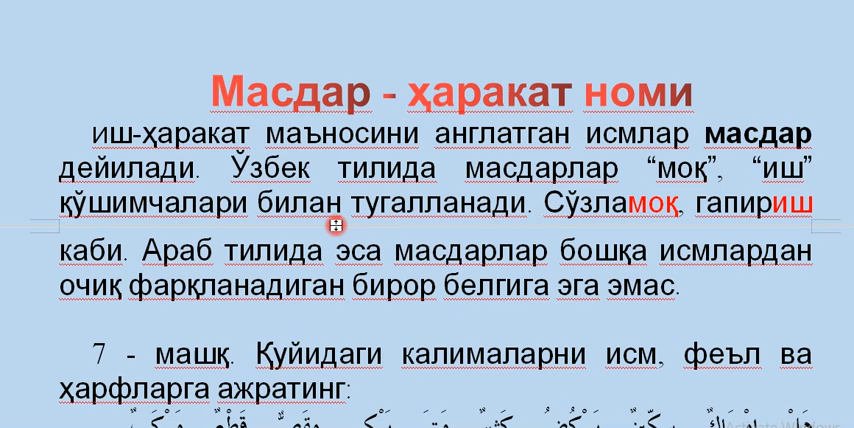 Масдар - ҳаракат номи
иш-ҳаракат маъносини англатган исмлар масдар
дейилади. Ўзбек тилида масдарлар “моқ”, “иш”
қўшимчалари билан тугалланади. Сўзламоқ, гапириш
каби. Араб тилида эса масдарлар бошқа исмлардан
очиқ фарқланадиган бирор белгига эга эмас.
7 - машқ. Қуйидаги калималарни исм, феъл ва
ҳарфларга ажратинг: